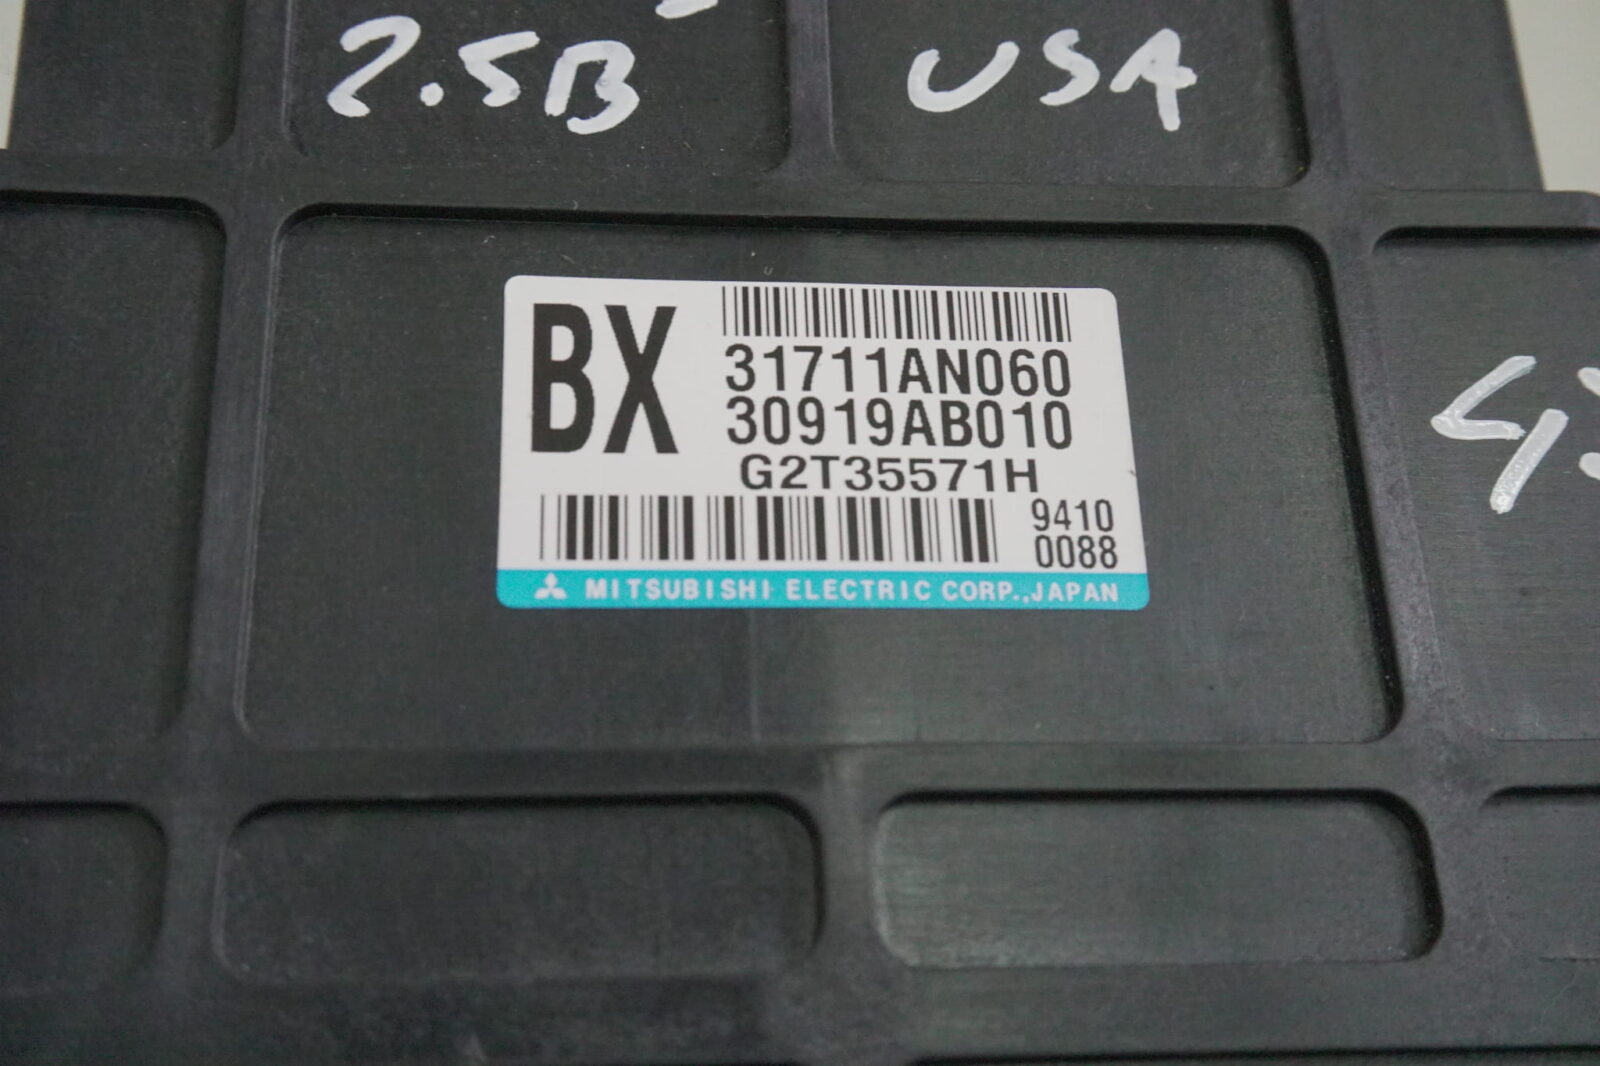 2.5B USA
BX
31711AN060
30919AB010
G2T35571H
9410
0088
MITSUBISHI ELECTRIC CORP.,JAPAN